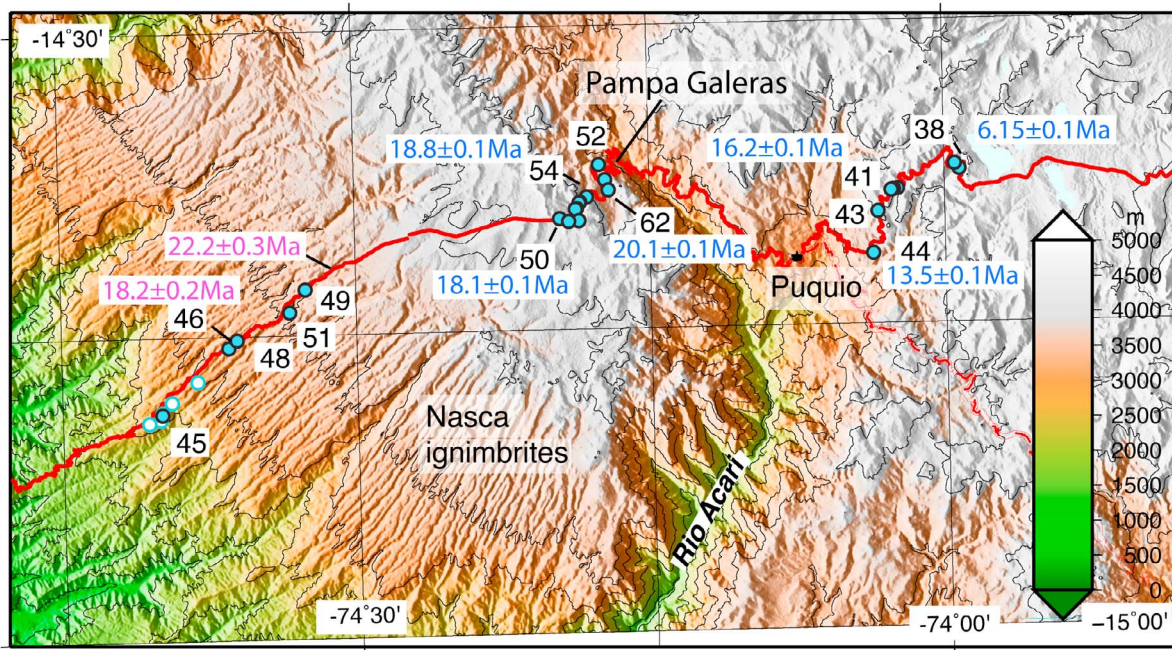 -14˚30'
Pampa Galeras
52
38
6.15±0.1Ma
18.8±0.1Ma
16.2±0.1Ma
54
41
43
62
44
22.2±0.3Ma
50
20.1±0.1Ma
18.1±0.1Ma
13.5±0.1Ma
18.2±0.2Ma
49
Puquio
46
51
48
45
Nasca
ignimbrites
Rio Acari
m
5000
4500
4000
3500
3000
2500
2000
1500
1000
500
0
-74˚30'
-74˚00'
−15˚00'